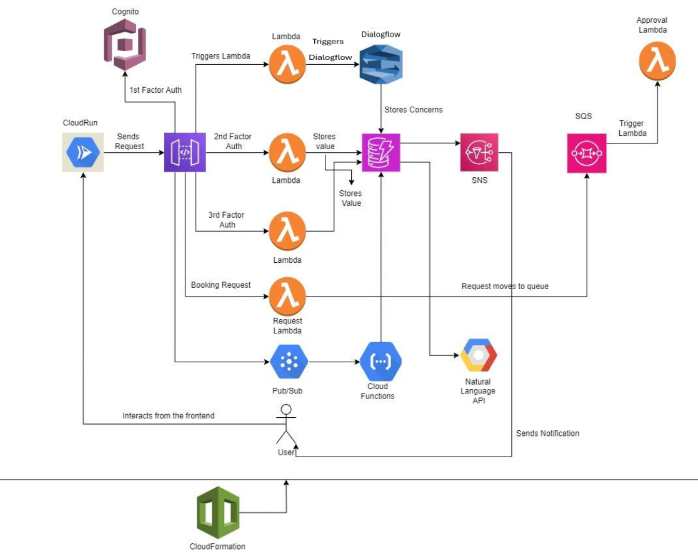 Cognito
Approval
Lambda
Lambda
Triggers
Dialogflow
Dialogflow
Triggers Lambda
1st Factor Auth
Stores Concerns
CloudRun
Sends
Request
2nd Factor
Auth
Stores
value
SQS
Trigger
Lambda
Lambda
SNS
Stores
Value
3rd Factor
Auth
Lambda
Booking Request
Request moves to queue
Request
Lambda
Pub/Sub
Cloud
Functions
Natural
Language
API
Interacts from the frontend
Sends Notification
User
CloudFormation